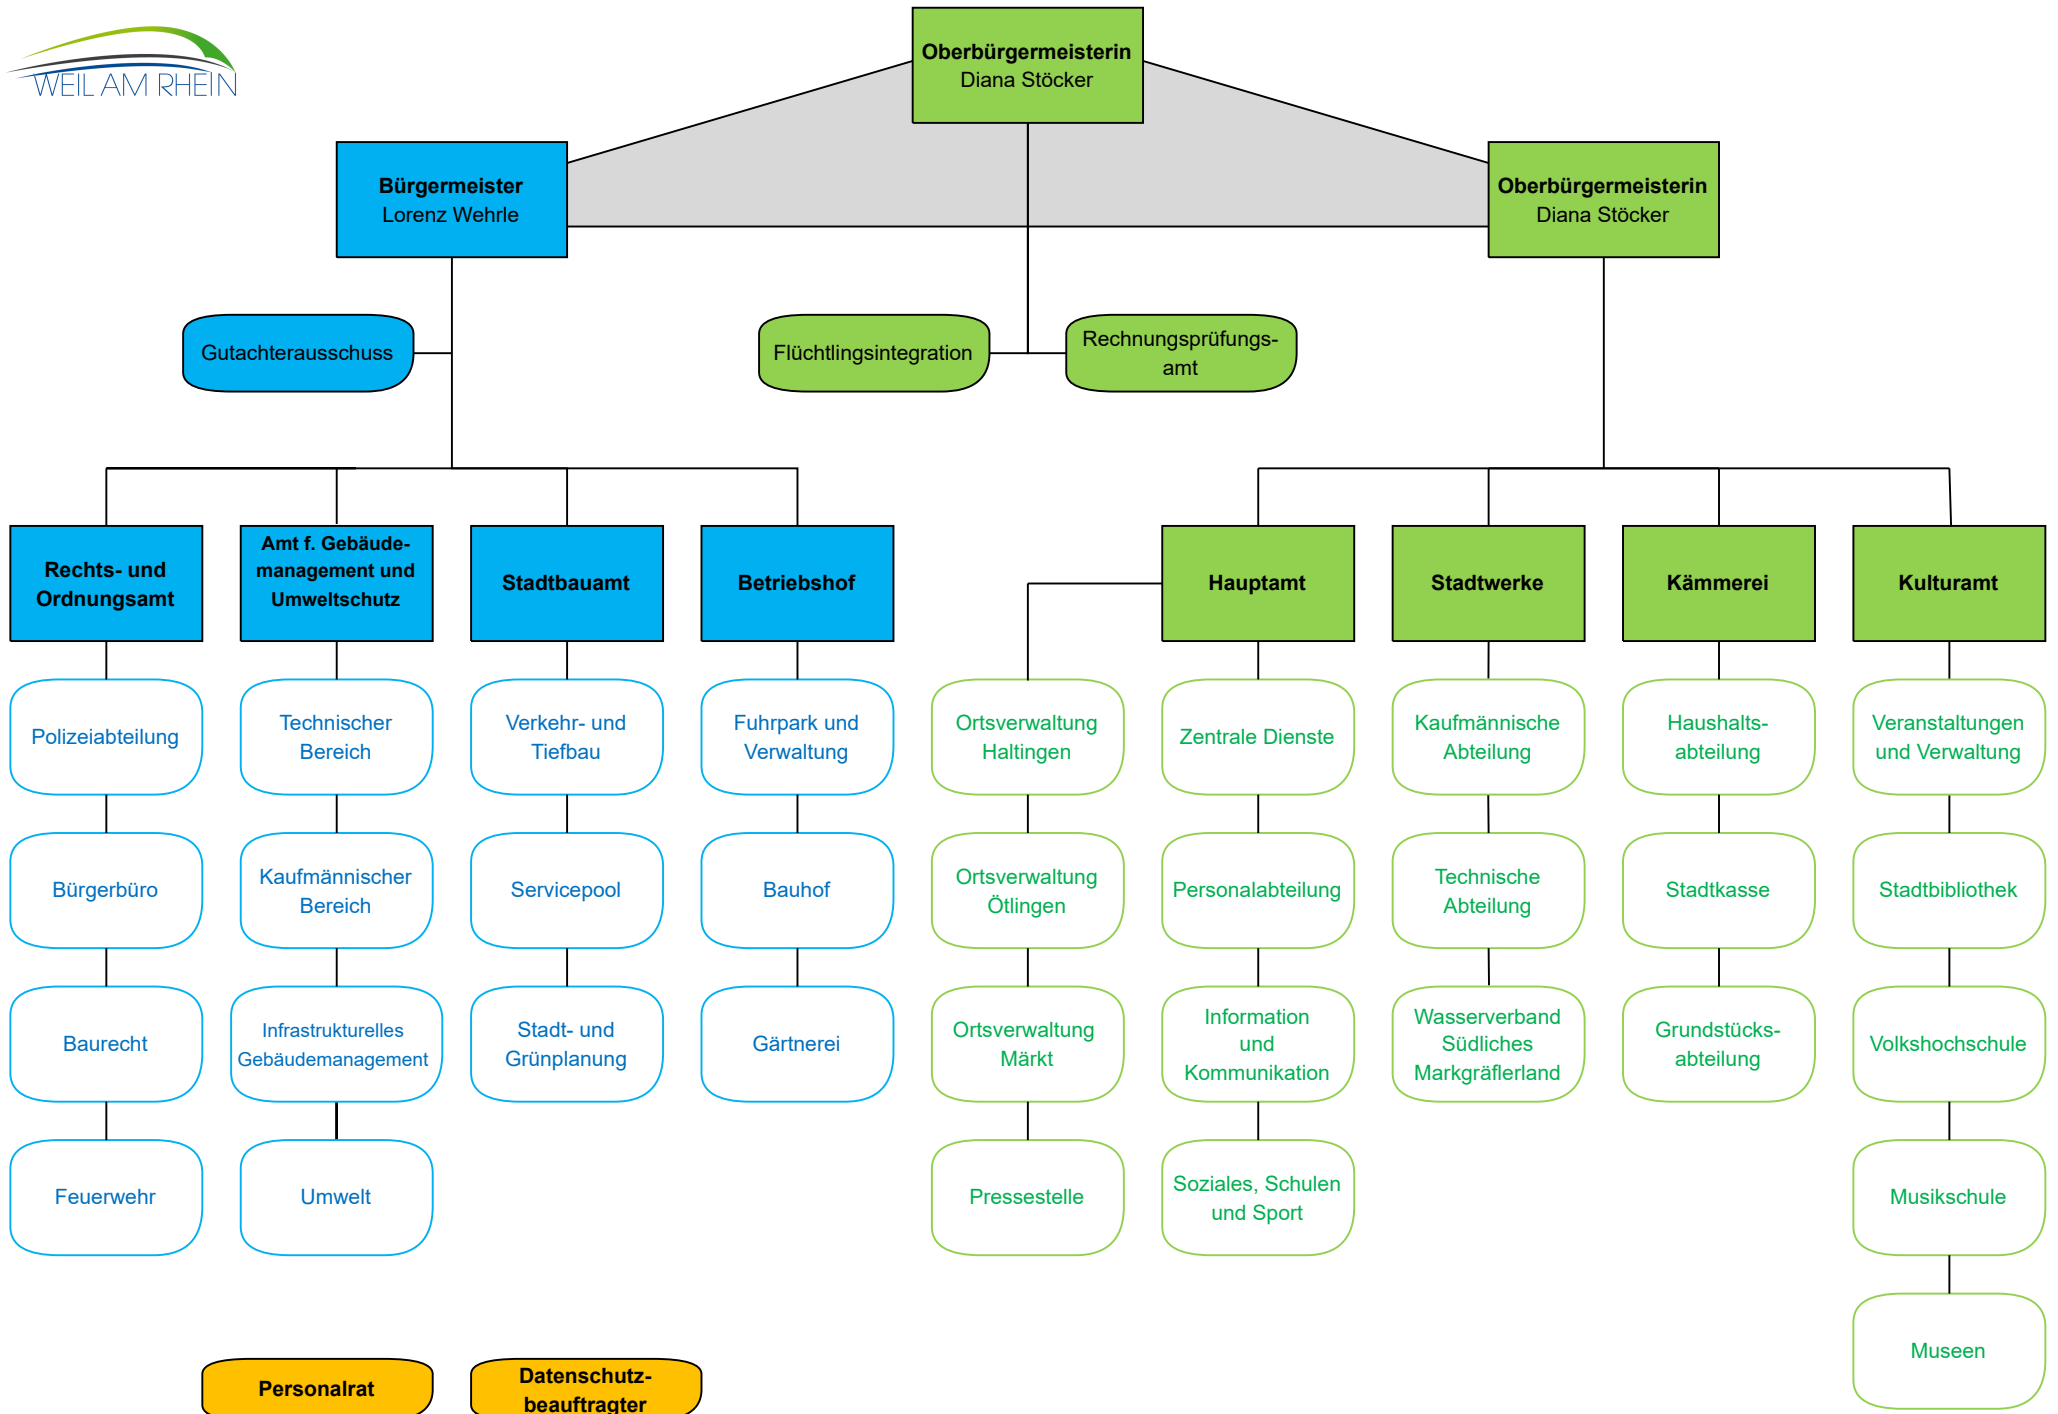 WEIL AM RHEIN
Oberbürgermeisterin
Diana Stöcker
Bürgermeister
Lorenz Wehrle
Oberbürgermeisterin
Diana Stöcker
Gutachterausschuss
Flüchtlingsintegration
Rechnungsprüfungs-
amt
Rechts- und
Ordnungsamt
Amt f. Gebäude-
management und
Umweltschutz
Stadtbauamt
Betriebshof
Hauptamt
Stadtwerke
Kämmerei
Kulturamt
Polizeiabteilung
Technischer
Bereich
Verkehr- und
Tiefbau
Fuhrpark und
Verwaltung
Ortsverwaltung
Haltingen
Zentrale Dienste
Kaufmännische
Abteilung
Haushalts-
abteilung
Veranstaltungen
und Verwaltung
Bürgerbüro
Kaufmännischer
Bereich
Servicepool
Bauhof
Ortsverwaltung
Ötlingen
Personalabteilung
Technische
Abteilung
Stadtkasse
Stadtbibliothek
Baurecht
Infrastrukturelles
Gebäudemanagement
Stadt- und
Grünplanung
Gärtnerei
Ortsverwaltung
Märkt
Information
und
Kommunikation
Wasserverband
Südliches
Markgräflerland
Grundstücks-
abteilung
Volkshochschule
Feuerwehr
Umwelt
Pressestelle
Soziales, Schulen
und Sport
Musikschule
Museen
Personalrat
Datenschutz-
beauftragter